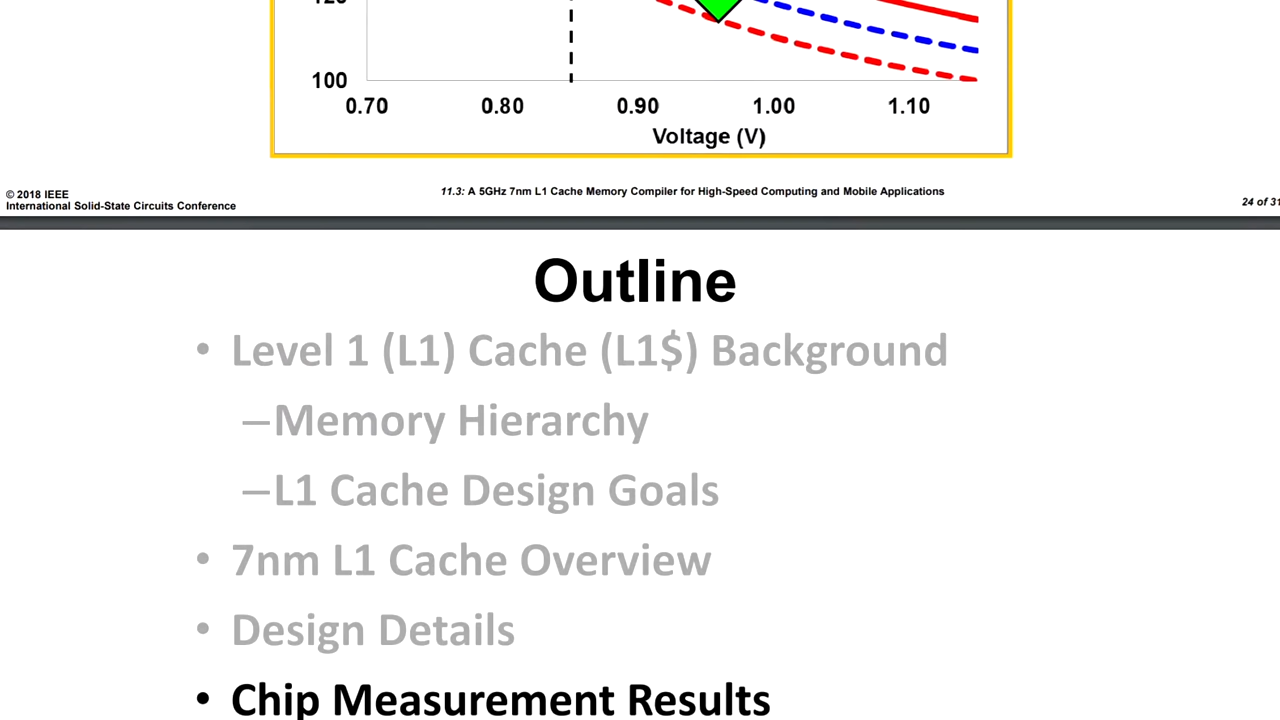 100
0.70 0.80 0.90 1.00 1.10
Voltage (V)
© 2018 IEEE
International Solid-State Circuits Conference
11.3: A 5GHz 7nm L1 Cache Memory Compiler for High-Speed Computing and Mobile Applications
24 of 31
Outline
• Level 1 (L1) Cache (L1$) Background
–Memory Hierarchy
–L1 Cache Design Goals
• 7nm L1 Cache Overview
• Design Details
• Chip Measurement Results